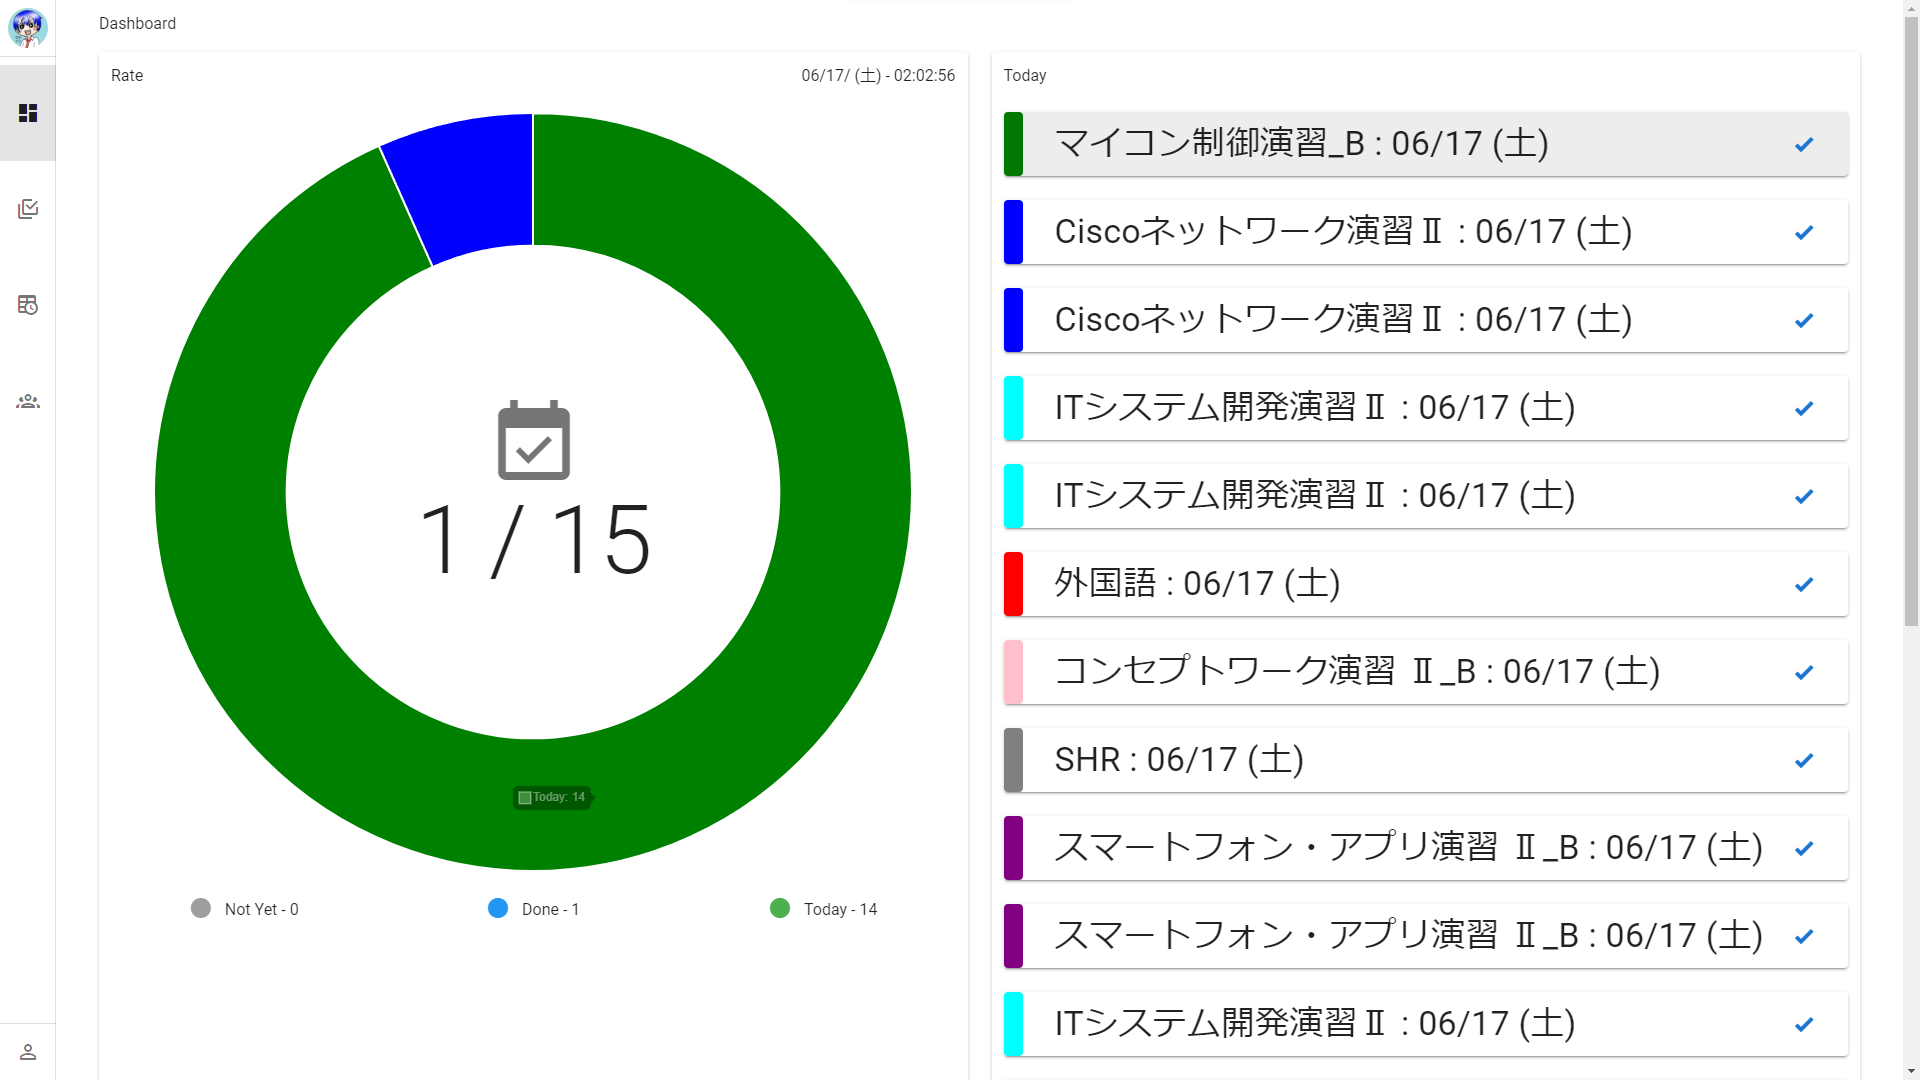 Dashboard
Rate
06/17/ (土) - 02:02:56
1 / 15
Today: 14
Not Yet - 0
Done - 1
Today - 14
Today
マイコン制御演習_B : 06/17 (土)
Ciscoネットワーク演習Ⅱ : 06/17 (土)
Ciscoネットワーク演習Ⅱ : 06/17 (土)
ITシステム開発演習Ⅱ : 06/17 (土)
ITシステム開発演習Ⅱ : 06/17 (土)
外国語 : 06/17 (土)
コンセプトワーク演習 Ⅱ_B : 06/17 (土)
SHR : 06/17 (土)
スマートフォン・アプリ演習 Ⅱ_B : 06/17 (土)
スマートフォン・アプリ演習 Ⅱ_B : 06/17 (土)
ITシステム開発演習Ⅱ : 06/17 (土)